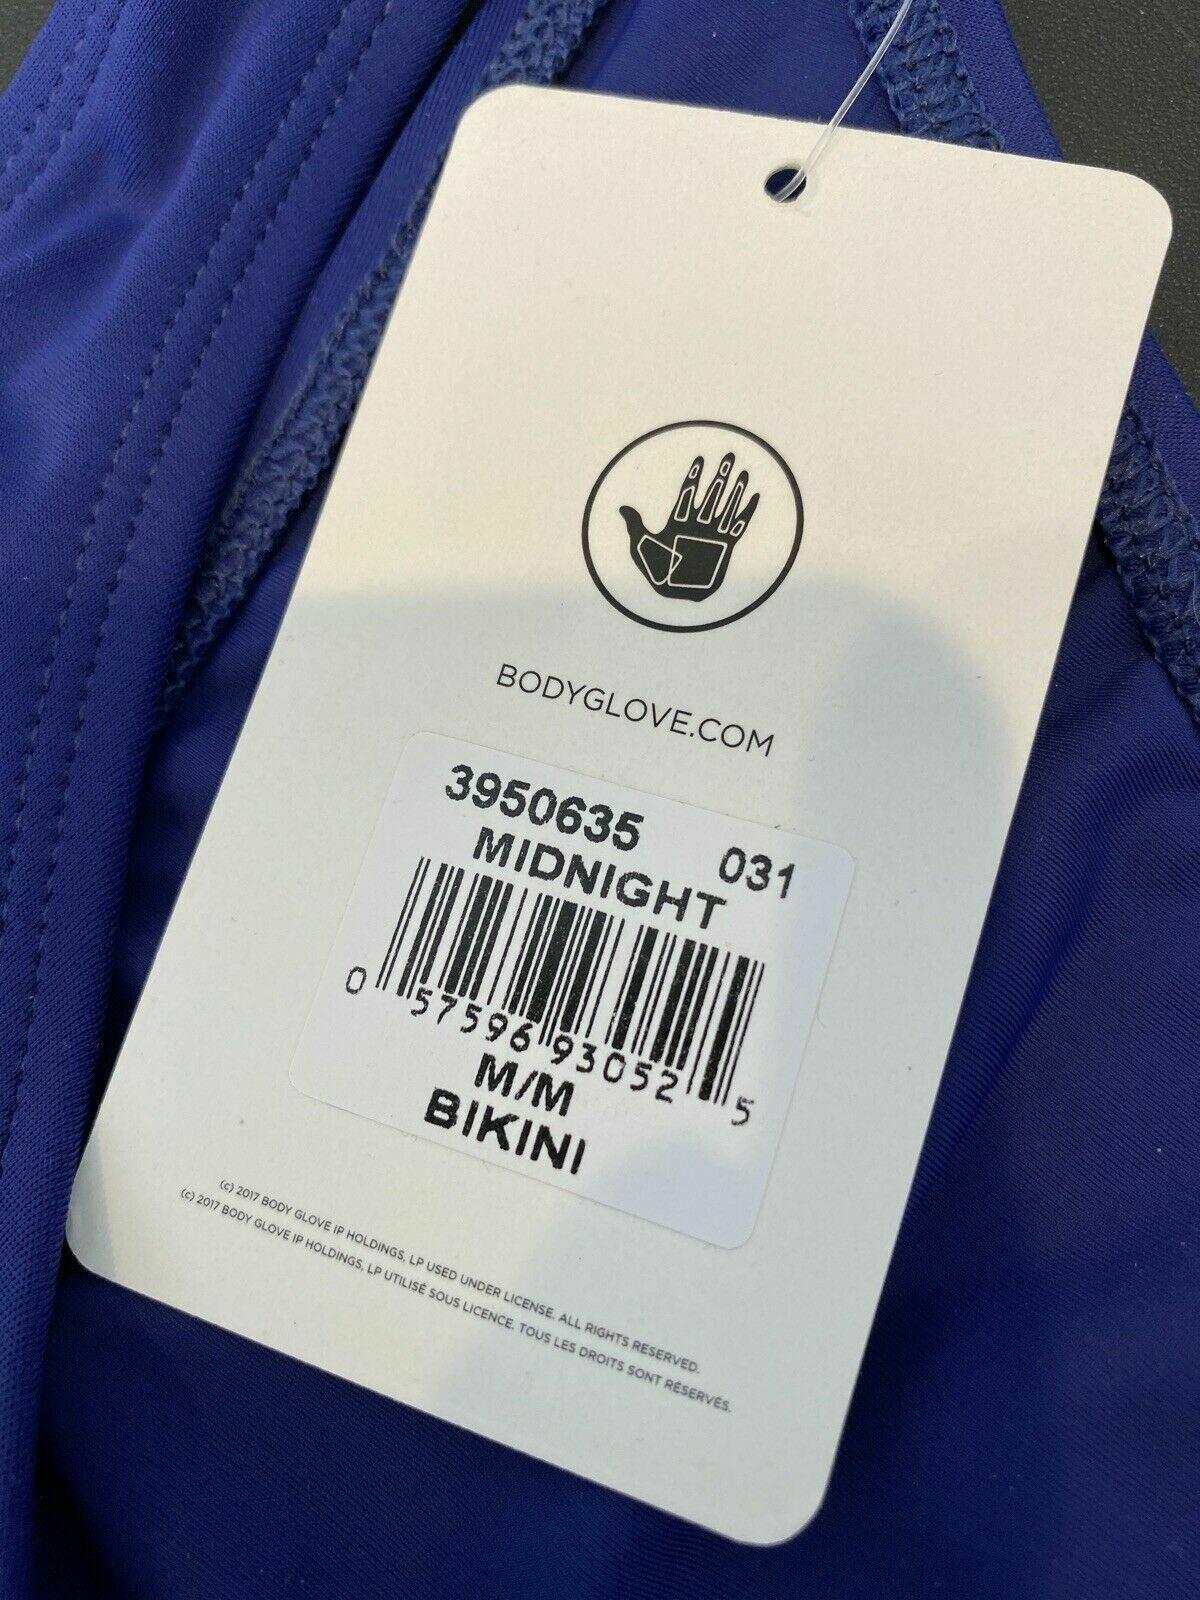 BODYGLOVE.COM
3950635 031
MIDNIGHT
0 57596 93052 5
M/M
BIKINI
(c) 2017 BODY GLOVE IP HOLDINGS, LP USED UNDER LICENSE. ALL RIGHTS RESERVED.
(c) 2017 BODY GLOVE IP HOLDINGS, LP UTILISÉ SOUS LICENCE. TOUS LES DROITS SONT RÉSERVÉS.